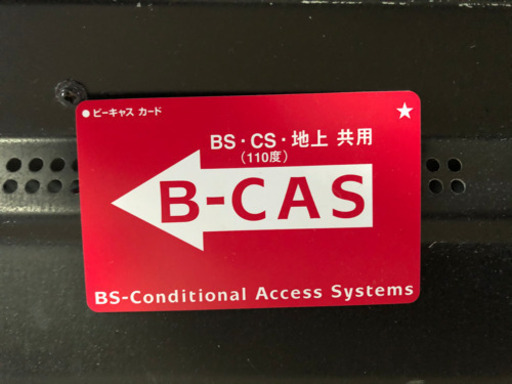 ●ビーキャス カード ★
BS・CS・地上 共用
(110度)
B-CAS
BS-Conditional Access Systems